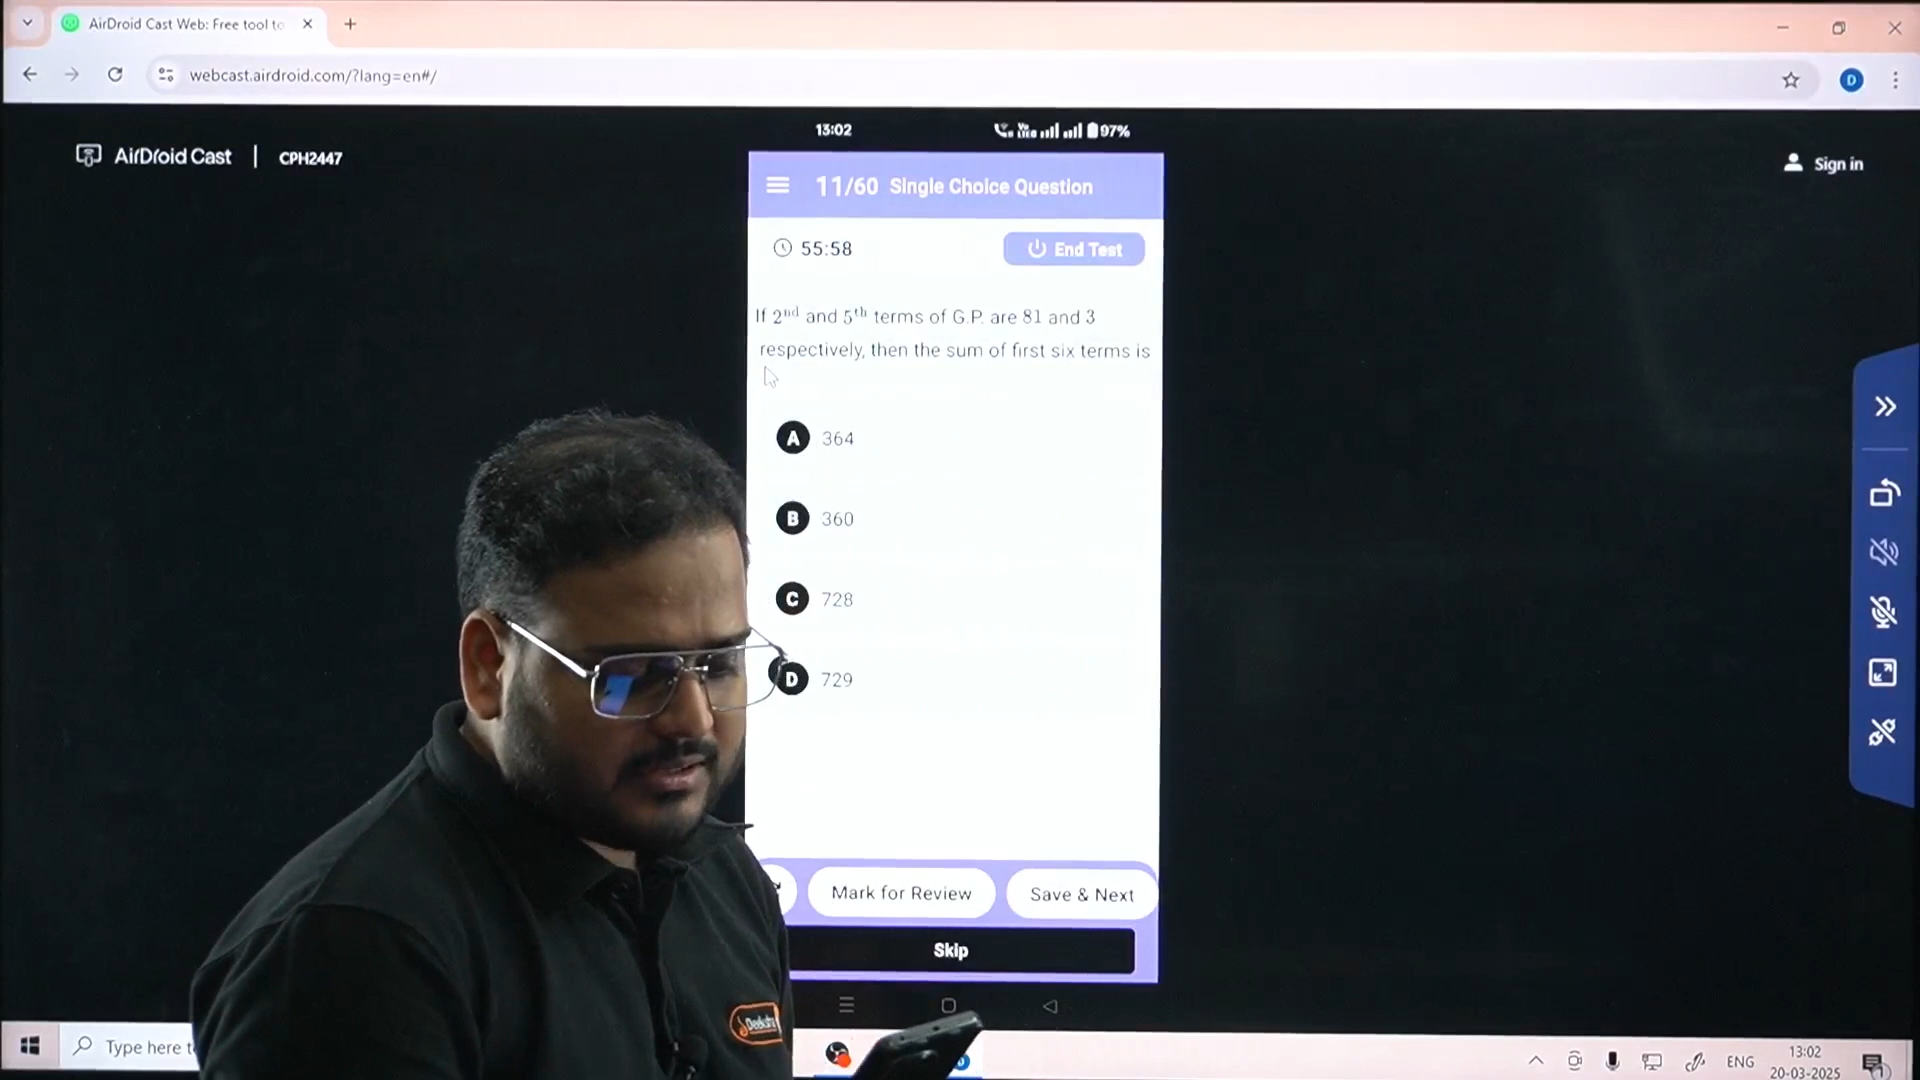 AirDroid Cast Web: Free tool to
webcast.airdroid.com/?lang=en#/
D
AirDroid Cast | CPH2447
13:02
97%
Sign in
11/60 Single Choice Question
55:58
End Test
If 2nd and 5th terms of G.P. are 81 and 3
respectively, then the sum of first six terms is
A 364
B 360
C 728
D 729
Mark for Review
Save & Next
Skip
Deeksha
Type here
ENG
13:02
20-03-2025